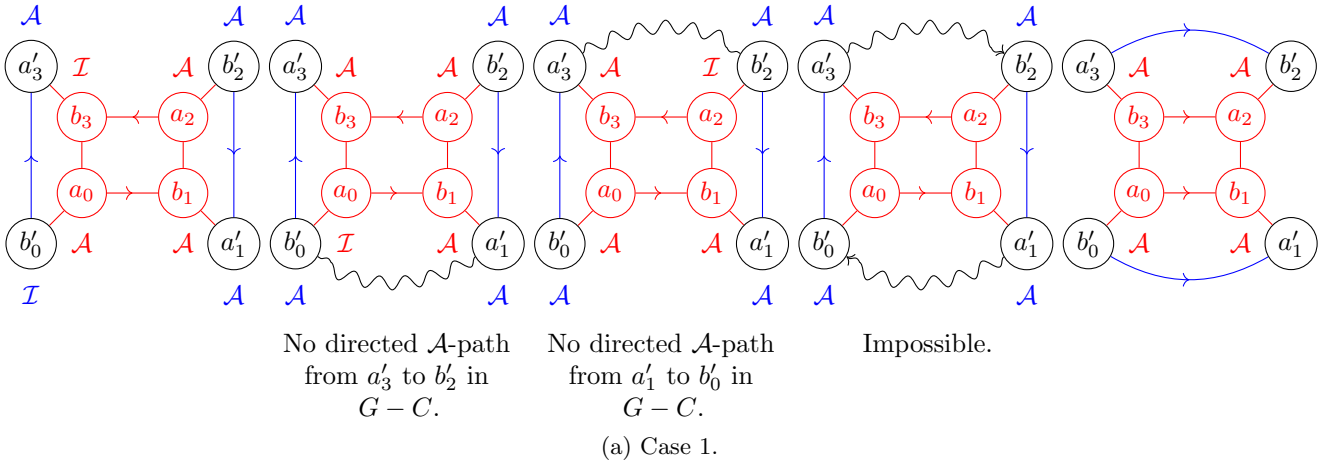 𝒜 𝒜 𝒜 𝒜 𝒜 𝒜 𝒜 𝒜
a′₃ ℐ 𝒜 b′₂ a′₃ 𝒜 𝒜 b′₂ a′₃ 𝒜 ℐ b′₂ a′₃ b′₂ a′₃ 𝒜 𝒜 b′₂
b₃ a₂ b₃ a₂ b₃ a₂ b₃ a₂ b₃ a₂
a₀ b₁ a₀ b₁ a₀ b₁ a₀ b₁ a₀ b₁
b′₀ 𝒜 𝒜 a′₁ b′₀ ℐ 𝒜 a′₁ b′₀ 𝒜 𝒜 a′₁ b′₀ a′₁ b′₀ 𝒜 𝒜 a′₁
ℐ 𝒜 𝒜 𝒜 𝒜 𝒜 𝒜 𝒜
No directed 𝒜-path
from a′₃ to b′₂ in
G − C.
No directed 𝒜-path
from a′₁ to b′₀ in
G − C.
Impossible.
(a) Case 1.